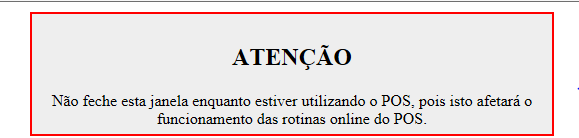 ATENÇÃO
Não feche esta janela enquanto estiver utilizando o POS, pois isto afetará o
funcionamento das rotinas online do POS.